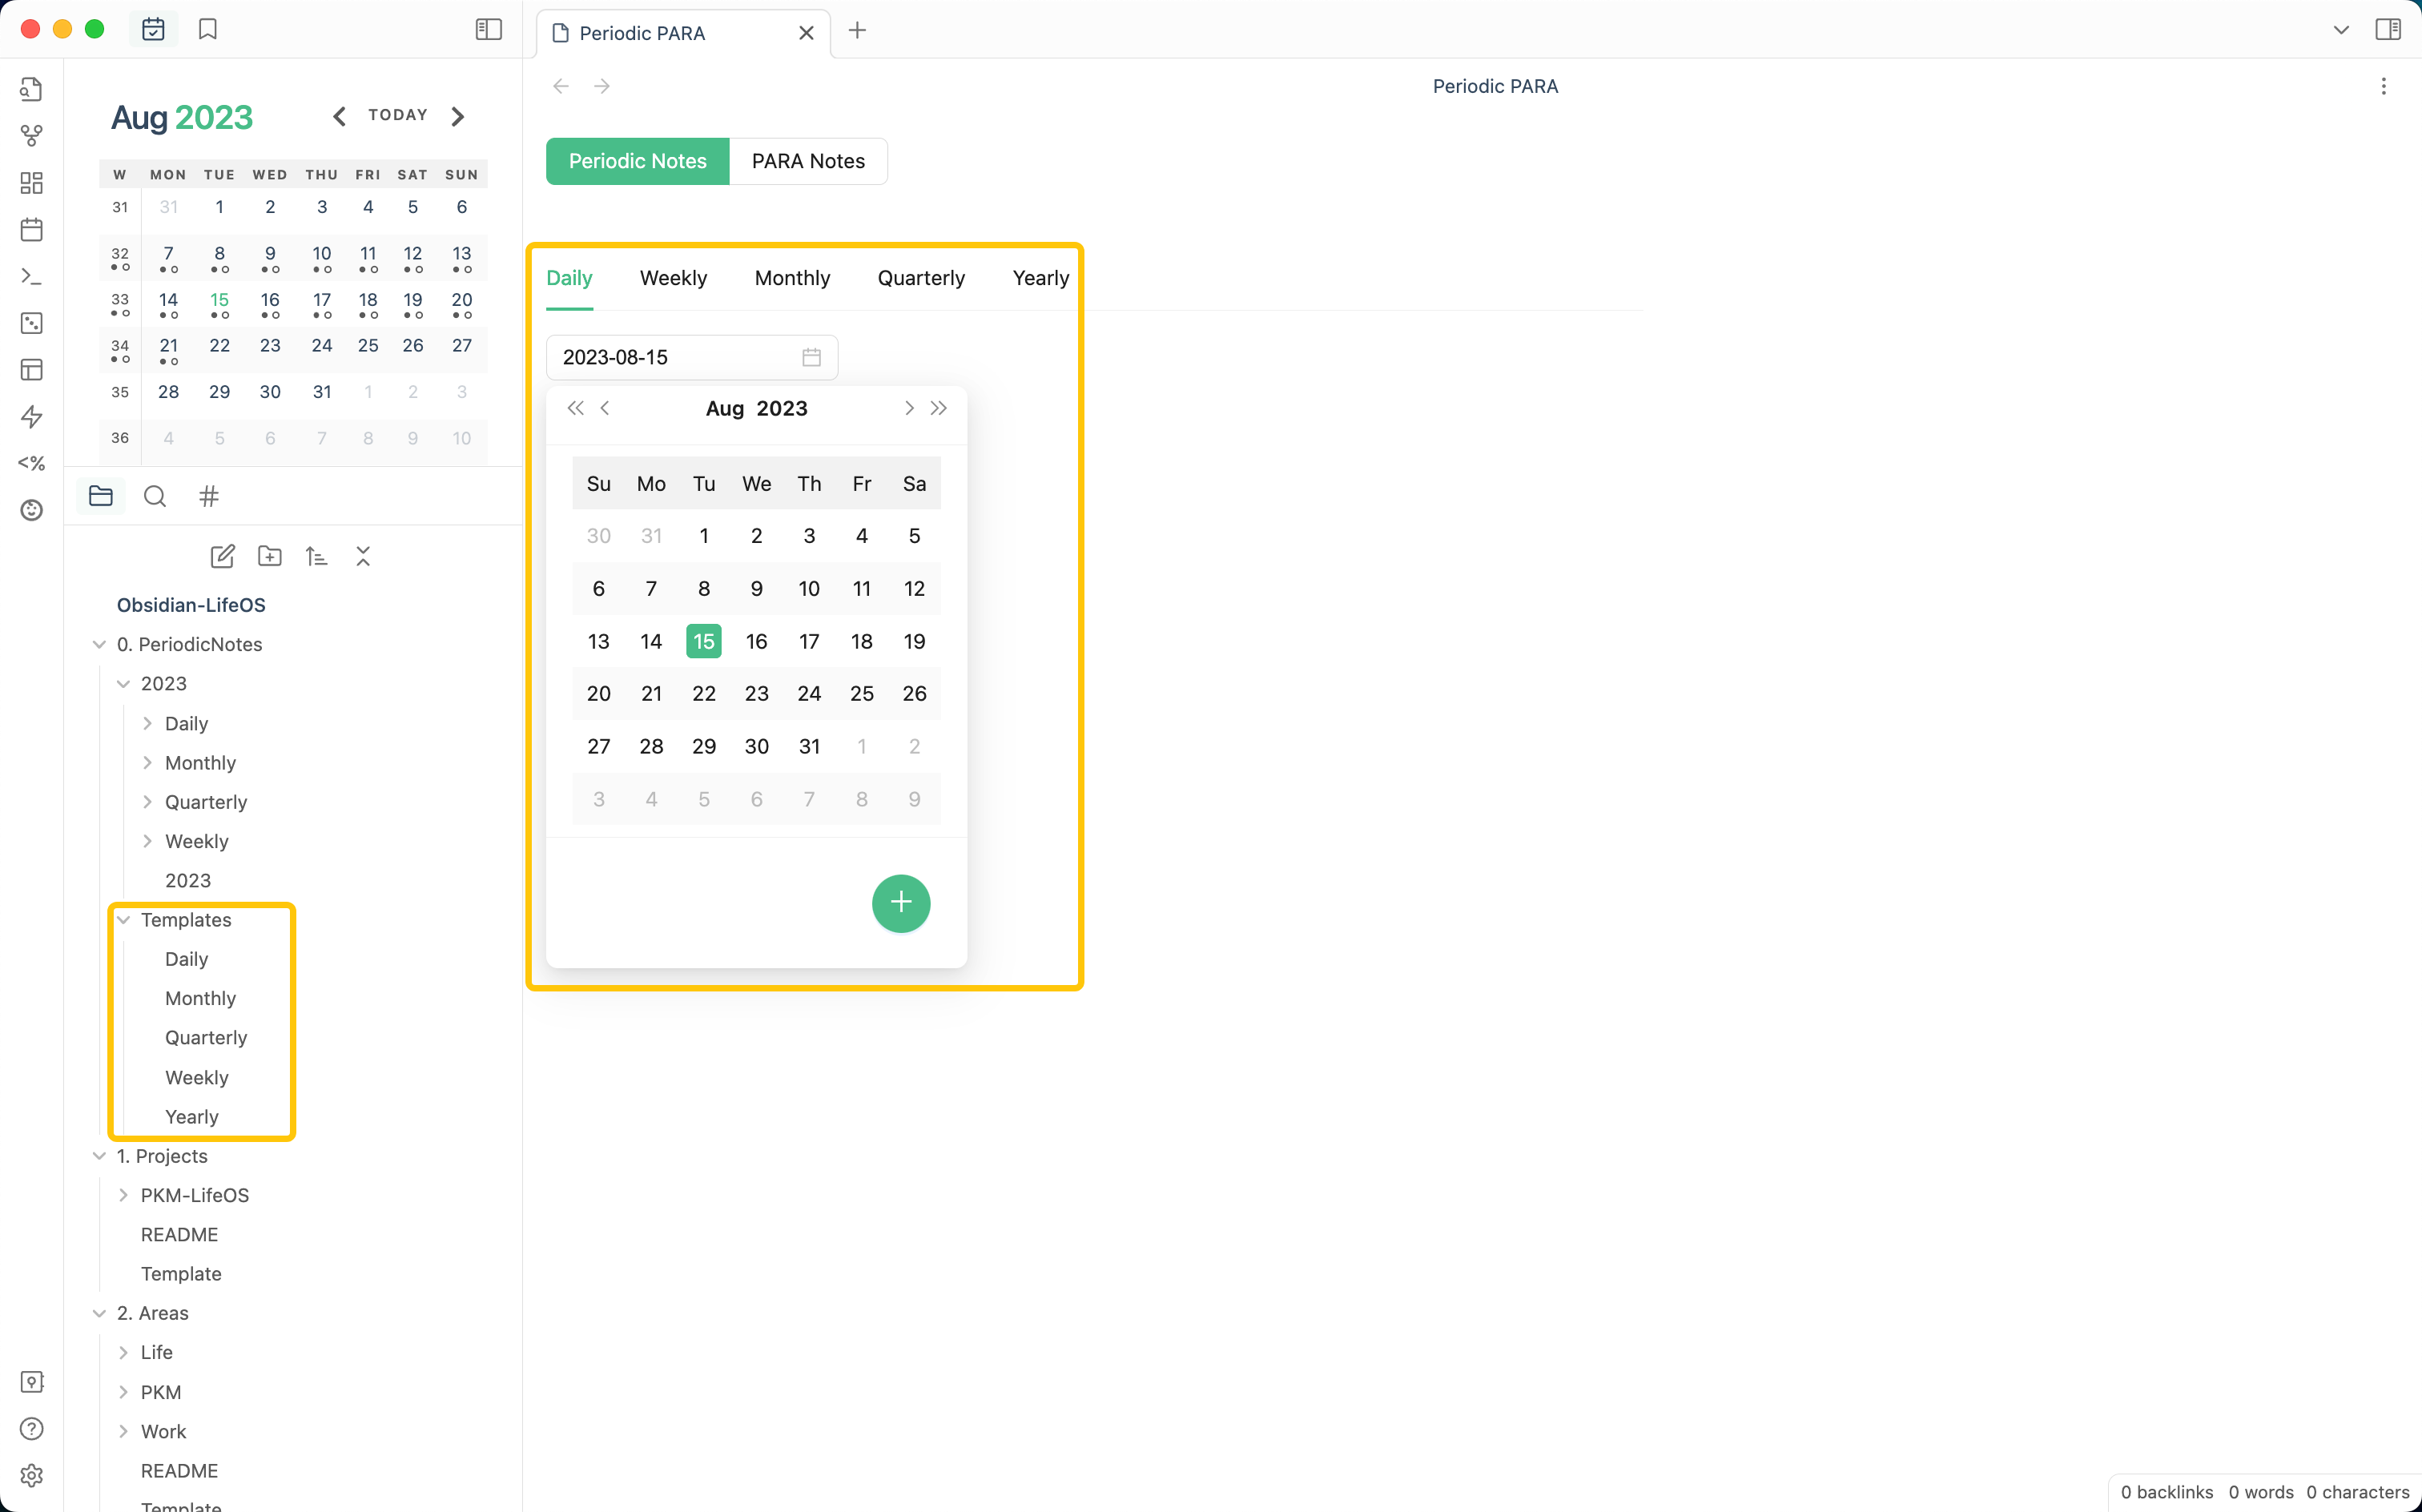 Periodic PARA
Aug 2023
TODAY
W MON TUE WED THU FRI SAT SUN
31 31 1 2 3 4 5 6
32 7 8 9 10 11 12 13
33 14 15 16 17 18 19 20
34 21 22 23 24 25 26 27
35 28 29 30 31 1 2 3
36 4 5 6 7 8 9 10
Obsidian-LifeOS
0. PeriodicNotes
2023
Daily
Monthly
Quarterly
Weekly
2023
Templates
Daily
Monthly
Quarterly
Weekly
Yearly
1. Projects
PKM-LifeOS
README
Template
2. Areas
Life
PKM
Work
README
Template
Periodic PARA
Periodic Notes PARA Notes
Daily Weekly Monthly Quarterly Yearly
2023-08-15
Aug 2023
Su Mo Tu We Th Fr Sa
30 31 1 2 3 4 5
6 7 8 9 10 11 12
13 14 15 16 17 18 19
20 21 22 23 24 25 26
27 28 29 30 31 1 2
3 4 5 6 7 8 9
0 backlinks 0 words 0 characters